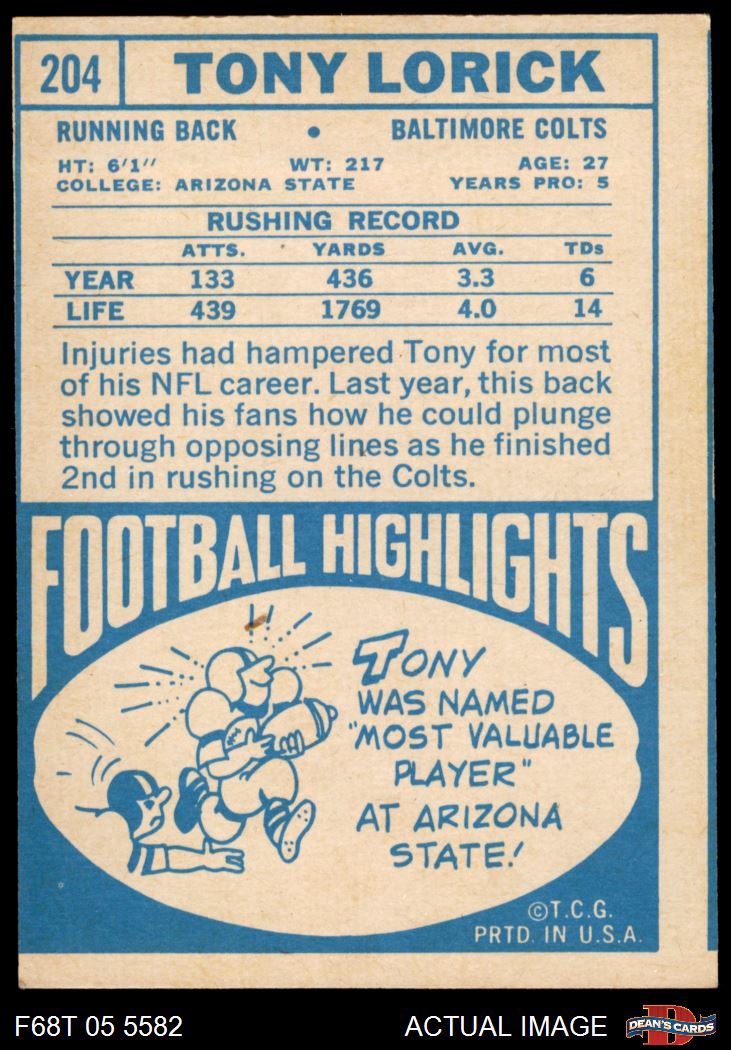 204 TONY LORICK
RUNNING BACK • BALTIMORE COLTS
HT: 6'1" WT: 217 AGE: 27
COLLEGE: ARIZONA STATE YEARS PRO: 5
RUSHING RECORD
ATTS. YARDS AVG. TDs
YEAR 133 436 3.3 6
LIFE 439 1769 4.0 14
Injuries had hampered Tony for most
of his NFL career. Last year, this back
showed his fans how he could plunge
through opposing lines as he finished
2nd in rushing on the Colts.
FOOTBALL HIGHLIGHTS
TONY
WAS NAMED
"MOST VALUABLE
PLAYER"
AT ARIZONA
STATE!
©T.C.G.
PRTD. IN U.S.A.
F68T 05 5582 ACTUAL IMAGE D DEAN'S CARDS